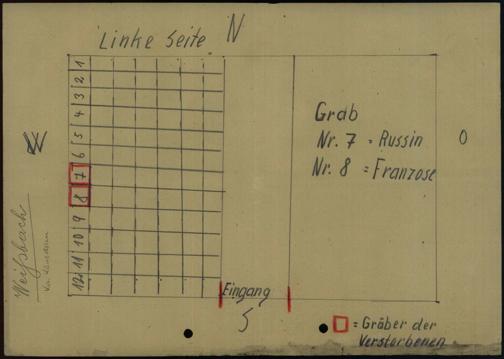 Linke Seite N
1
2
3
4
5
6
7
8
9
10
11
12
Grab
Nr. 7 = Russin
Nr. 8 = Franzose
O
W
Weißbach
Eingang
S
= Gräber der
Verstorbenen